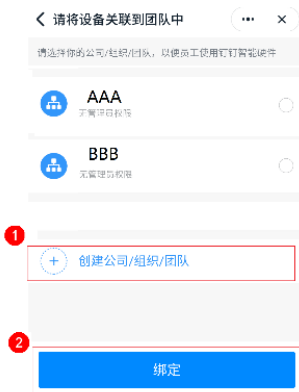 请将设备关联到团队中
请选择你的公司/组织/团队，以便员工使用钉钉智能硬件
AAA
无管理员权限
BBB
无管理员权限
1
创建公司/组织/团队
2
绑定